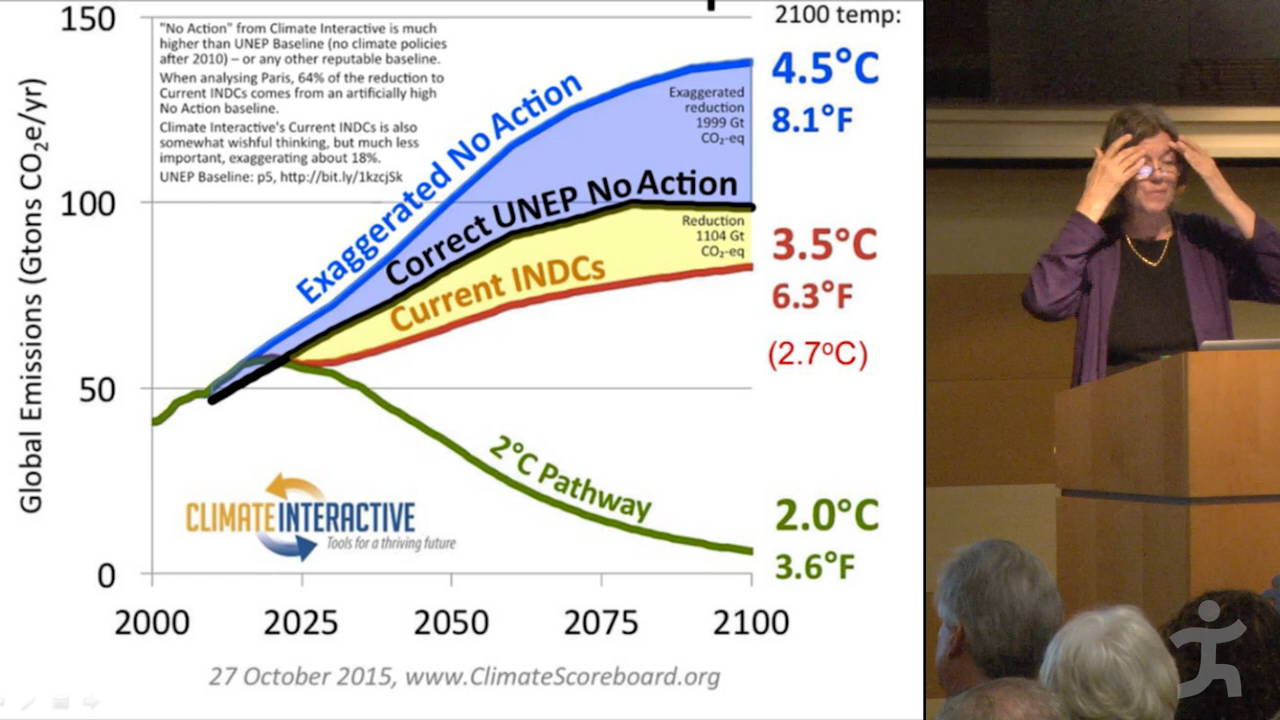 150
2100 temp:
"No Action" from Climate Interactive is much
higher than UNEP Baseline (no climate policies
after 2010) – or any other reputable baseline.
When analysing Paris, 64% of the reduction to
Current INDCs comes from an artificially high
No Action baseline.
Climate Interactive's Current INDCs is also
somewhat wishful thinking, but much less
important, exaggerating about 18%.
UNEP Baseline: p5, http://bit.ly/1kzcjSk
4.5°C
8.1°F
Exaggerated
reduction
1999 Gt
CO₂-eq
Exaggerated No Action
Correct UNEP No Action
100
Reduction
1104 Gt
CO₂-eq
3.5°C
6.3°F
Current INDCs
(2.7°C)
50
Global Emissions (Gtons CO₂e/yr)
2°C Pathway
2.0°C
3.6°F
CLIMATE INTERACTIVE
Tools for a thriving future
0
2000 2025 2050 2075 2100
27 October 2015, www.ClimateScoreboard.org